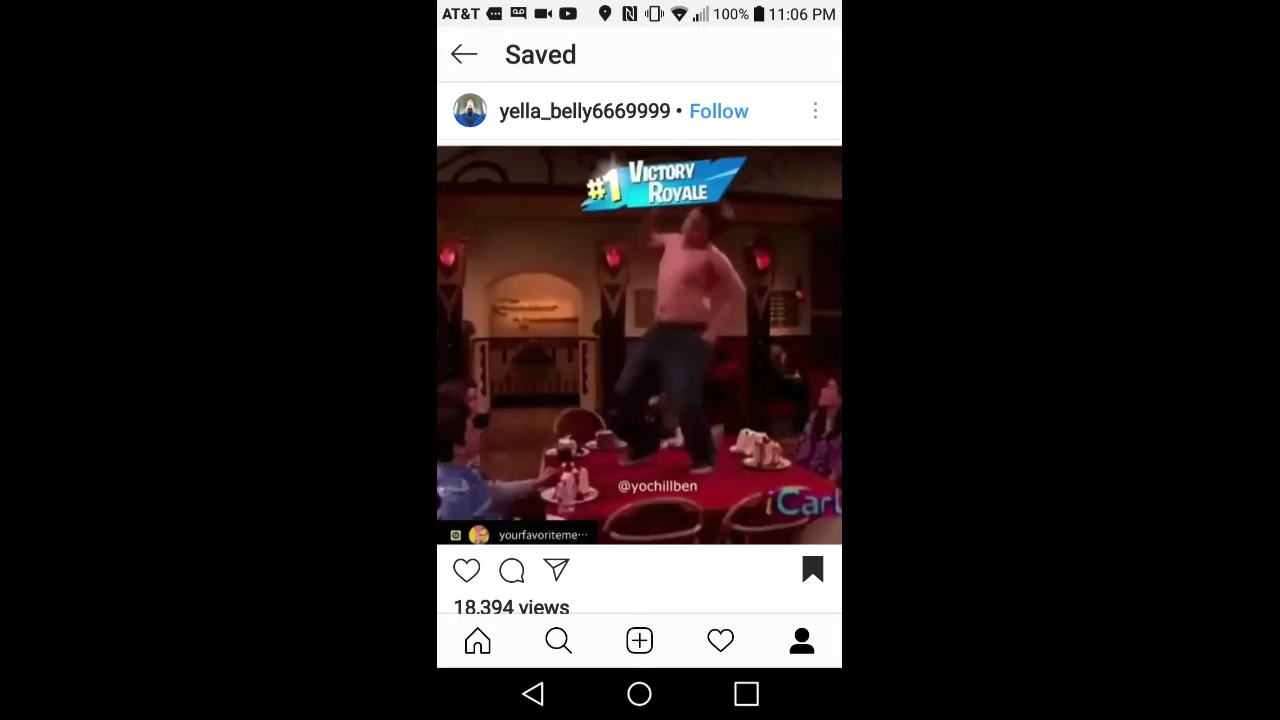 AT&T 100% 11:06 PM
Saved
yella_belly6669999 • Follow
#1 VICTORY
ROYALE
@yochillben
iCarl
yourfavoriteme···
18,394 views